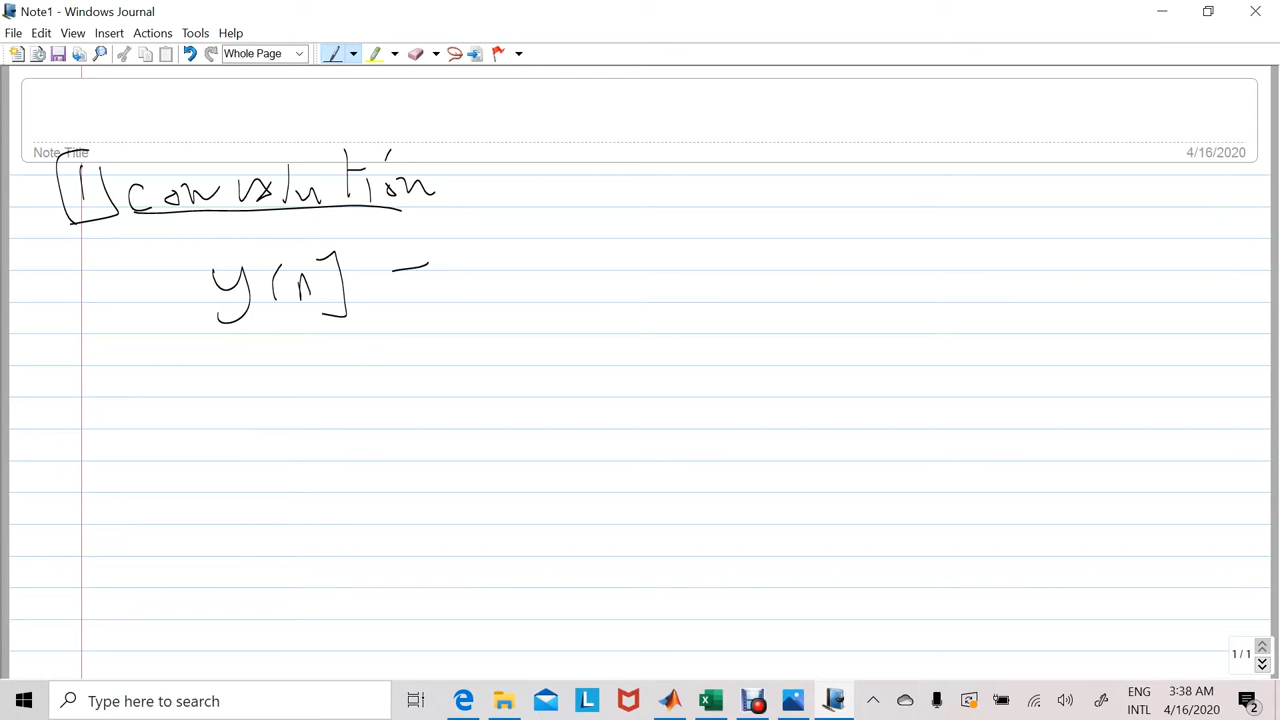 Note1 - Windows Journal
File Edit View Insert Actions Tools Help
Whole Page
Note Title
4/16/2020
1 convolution
y[n] =
1 / 1
Type here to search
L
ENG
INTL
3:38 AM
4/16/2020
2